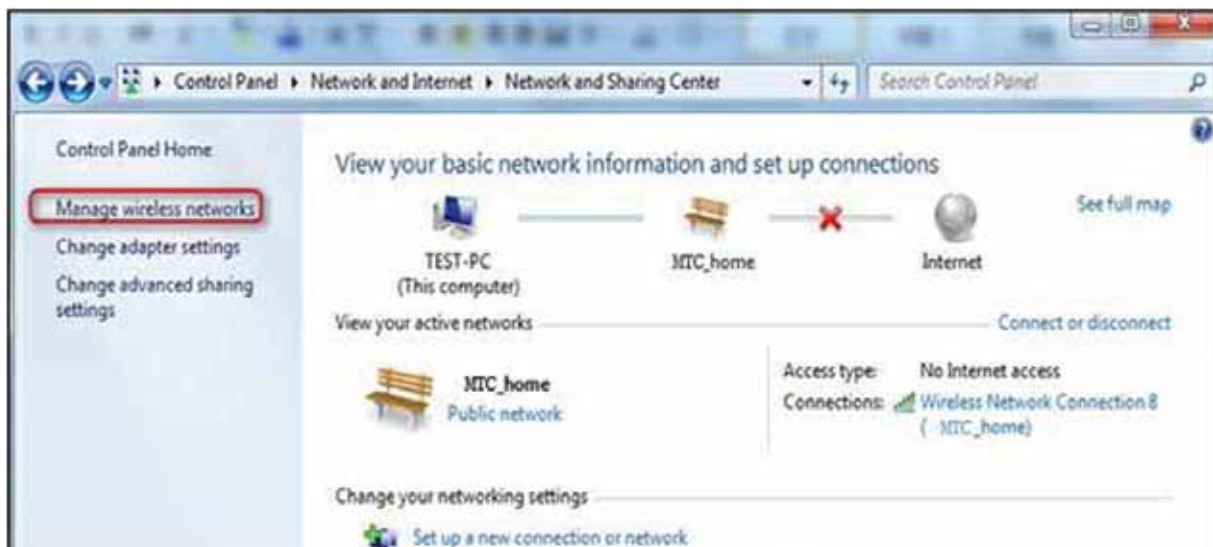 Control Panel ▸ Network and Internet ▸ Network and Sharing Center
Search Control Panel
Control Panel Home
Manage wireless networks
Change adapter settings
Change advanced sharing
settings
View your basic network information and set up connections
See full map
TEST-PC
(This computer)
MTC_home
Internet
View your active networks
Connect or disconnect
MTC_home
Public network
Access type: No Internet access
Connections: Wireless Network Connection 8
( MTC_home)
Change your networking settings
Set up a new connection or network